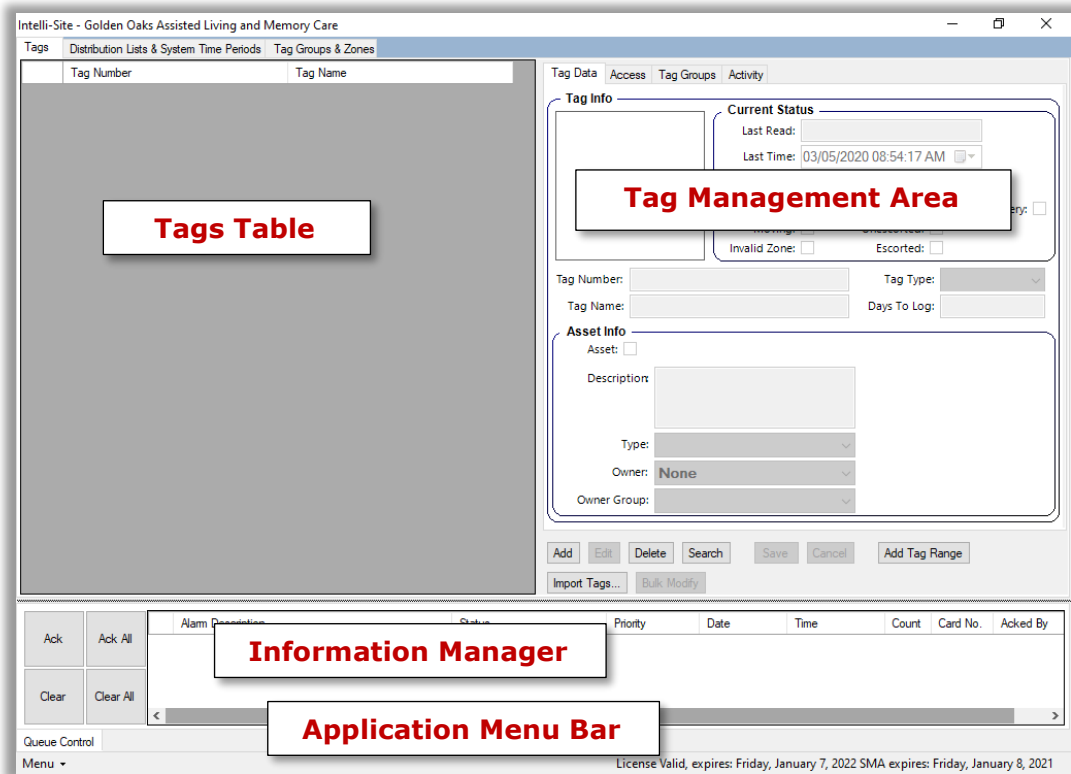 Intelli-Site - Golden Oaks Assisted Living and Memory Care
Tags Distribution Lists & System Time Periods Tag Groups & Zones
Tag Number Tag Name
Tags Table
Tag Data Access Tag Groups Activity
Tag Info
Current Status
Last Read:
Last Time: 03/05/2020 08:54:17 AM
Tag Management Area
Invalid Zone: Escorted:
Tag Number: Tag Type:
Tag Name: Days To Log:
Asset Info
Asset:
Description:
Type:
Owner: None
Owner Group:
Add Edit Delete Search Save Cancel Add Tag Range
Import Tags... Bulk Modify
Ack Ack All
Clear Clear All
Alarm Description Status Priority Date Time Count Card No. Acked By
Information Manager
Application Menu Bar
Queue Control
Menu
License Valid, expires: Friday, January 7, 2022 SMA expires: Friday, January 8, 2021